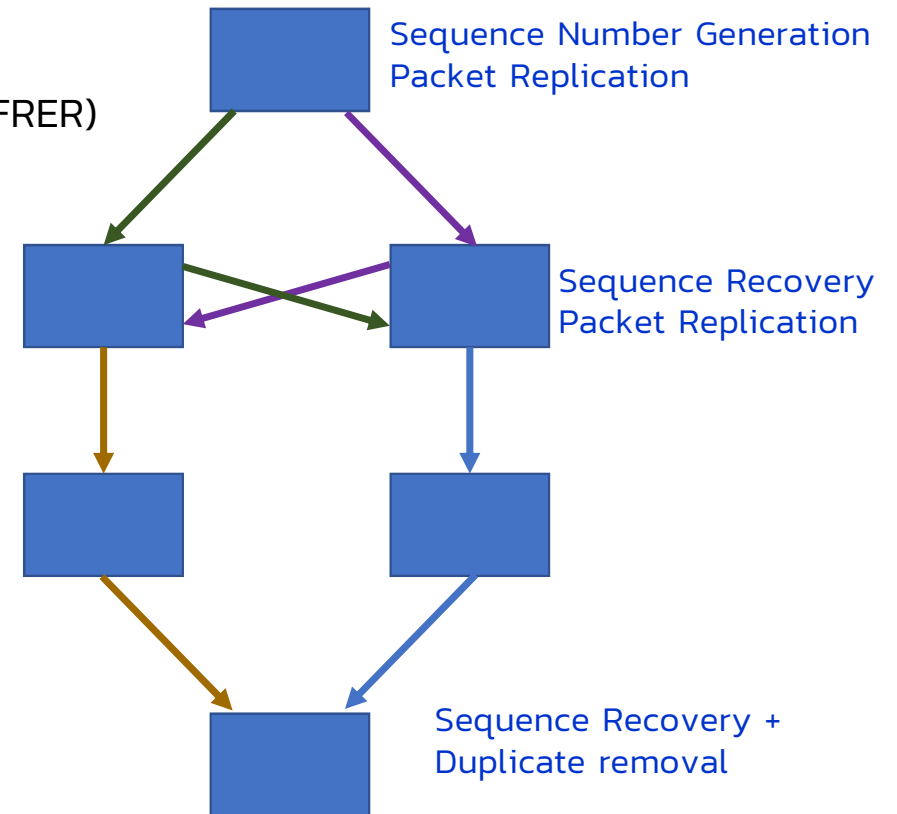 Sequence Number Generation
Packet Replication
FRER)
Sequence Recovery
Packet Replication
Sequence Recovery +
Duplicate removal